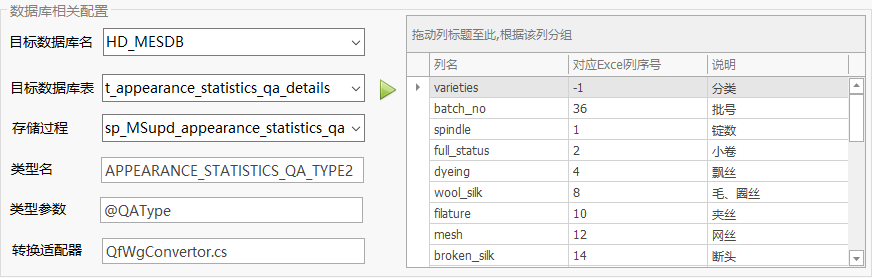 数据库相关配置
目标数据库名 HD_MESDB
目标数据库表 t_appearance_statistics_qa_details
存储过程 sp_MSupd_appearance_statistics_qa
类型名 APPEARANCE_STATISTICS_QA_TYPE2
类型参数 @QAType
转换适配器 QfWgConvertor.cs
拖动列标题至此,根据该列分组
列名 对应Excel列序号 说明
varieties -1 分类
batch_no 36 批号
spindle 1 锭数
full_status 2 小卷
dyeing 4 飘丝
wool_silk 8 毛、圈丝
filature 10 夹丝
mesh 12 网丝
broken_silk 14 断头